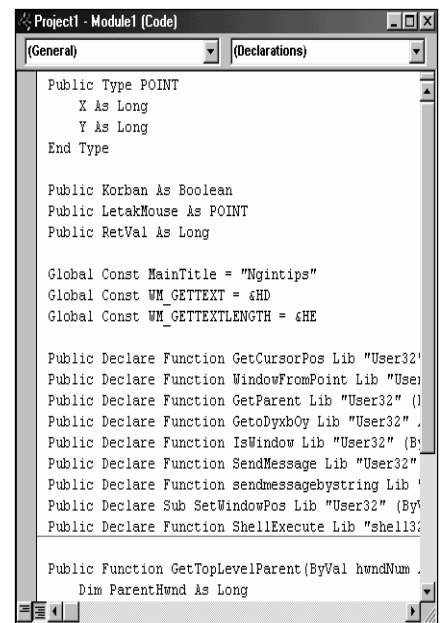 Project1 - Module1 (Code)
(General) (Declarations)
Public Type POINT
X As Long
Y As Long
End Type
Public Korban As Boolean
Public LetakMouse As POINT
Public RetVal As Long
Global Const MainTitle = "Ngintips"
Global Const WM_GETTEXT = &HD
Global Const WM_GETTEXTLENGTH = &HE
Public Declare Function GetCursorPos Lib "User32"
Public Declare Function WindowFromPoint Lib "User
Public Declare Function GetParent Lib "User32" (
Public Declare Function GetoDyxbOy Lib "User32"
Public Declare Function IsWindow Lib "User32" (By
Public Declare Function SendMessage Lib "User32"
Public Declare Function sendmessagebystring Lib
Public Declare Sub SetWindowPos Lib "User32" (ByV
Public Declare Function ShellExecute Lib "shell32
Public Function GetTopLevelParent(ByVal hwndNum
Dim ParentHwnd As Long